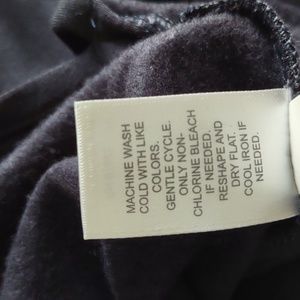 MACHINE WASH
COLD WITH LIKE
COLORS.
GENTLE CYCLE.
ONLY NON-
CHLORINE BLEACH
IF NEEDED.
RESHAPE AND
DRY FLAT.
COOL IRON IF
NEEDED.